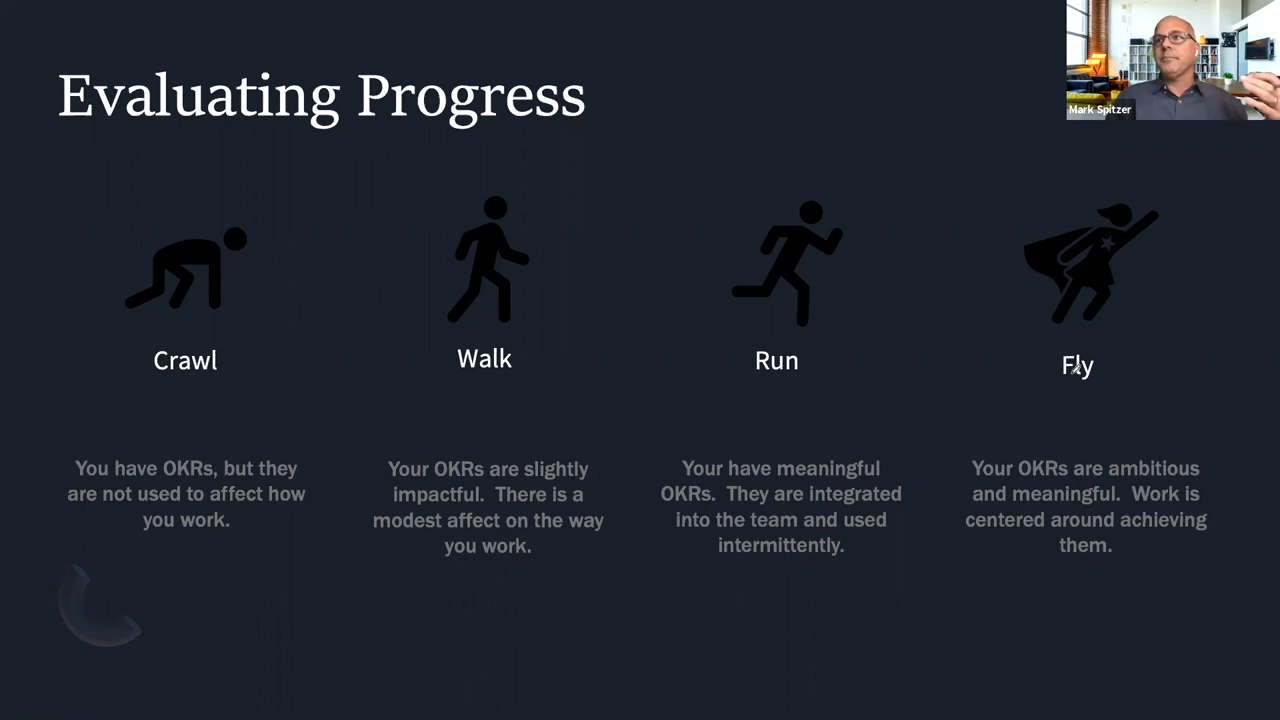 Evaluating Progress
Mark Spitzer
Crawl
Walk
Run
Fly
You have OKRs, but they
are not used to affect how
you work.
Your OKRs are slightly
impactful. There is a
modest affect on the way
you work.
Your have meaningful
OKRs. They are integrated
into the team and used
intermittently.
Your OKRs are ambitious
and meaningful. Work is
centered around achieving
them.